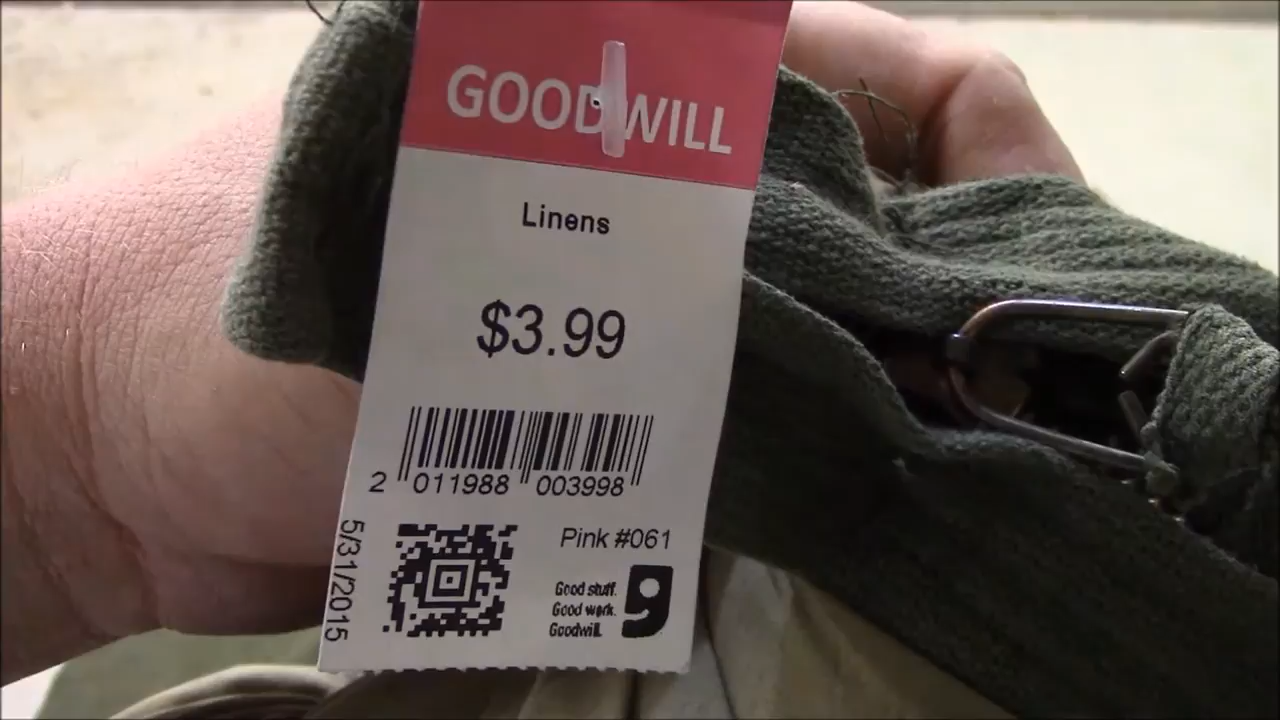 GOODWILL
Linens
$3.99
2 011988 003998
Pink #061
Good stuff.
Good work.
Goodwill.
5/31/2015